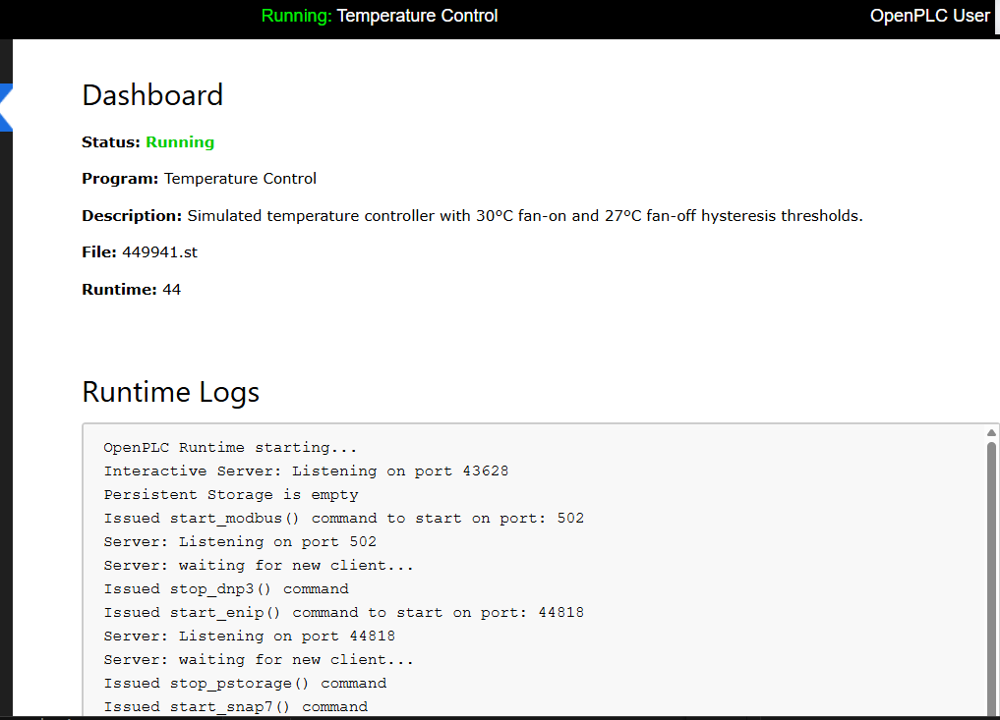 Running: Temperature Control
OpenPLC User
Dashboard
Status: Running
Program: Temperature Control
Description: Simulated temperature controller with 30°C fan-on and 27°C fan-off hysteresis thresholds.
File: 449941.st
Runtime: 44
Runtime Logs
OpenPLC Runtime starting...
Interactive Server: Listening on port 43628
Persistent Storage is empty
Issued start_modbus() command to start on port: 502
Server: Listening on port 502
Server: waiting for new client...
Issued stop_dnp3() command
Issued start_enip() command to start on port: 44818
Server: Listening on port 44818
Server: waiting for new client...
Issued stop_pstorage() command
Issued start_snap7() command